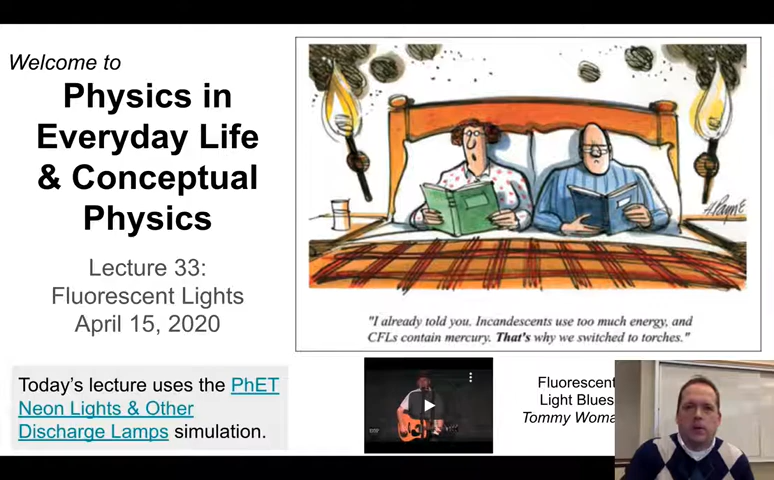 Welcome to
Physics in
Everyday Life
& Conceptual
Physics
Lecture 33:
Fluorescent Lights
April 15, 2020
H. Payne
"I already told you. Incandescents use too much energy, and
CFLs contain mercury. That's why we switched to torches."
Today's lecture uses the PhET
Neon Lights & Other
Discharge Lamps simulation.
Fluorescent
Light Blues
Tommy Woma